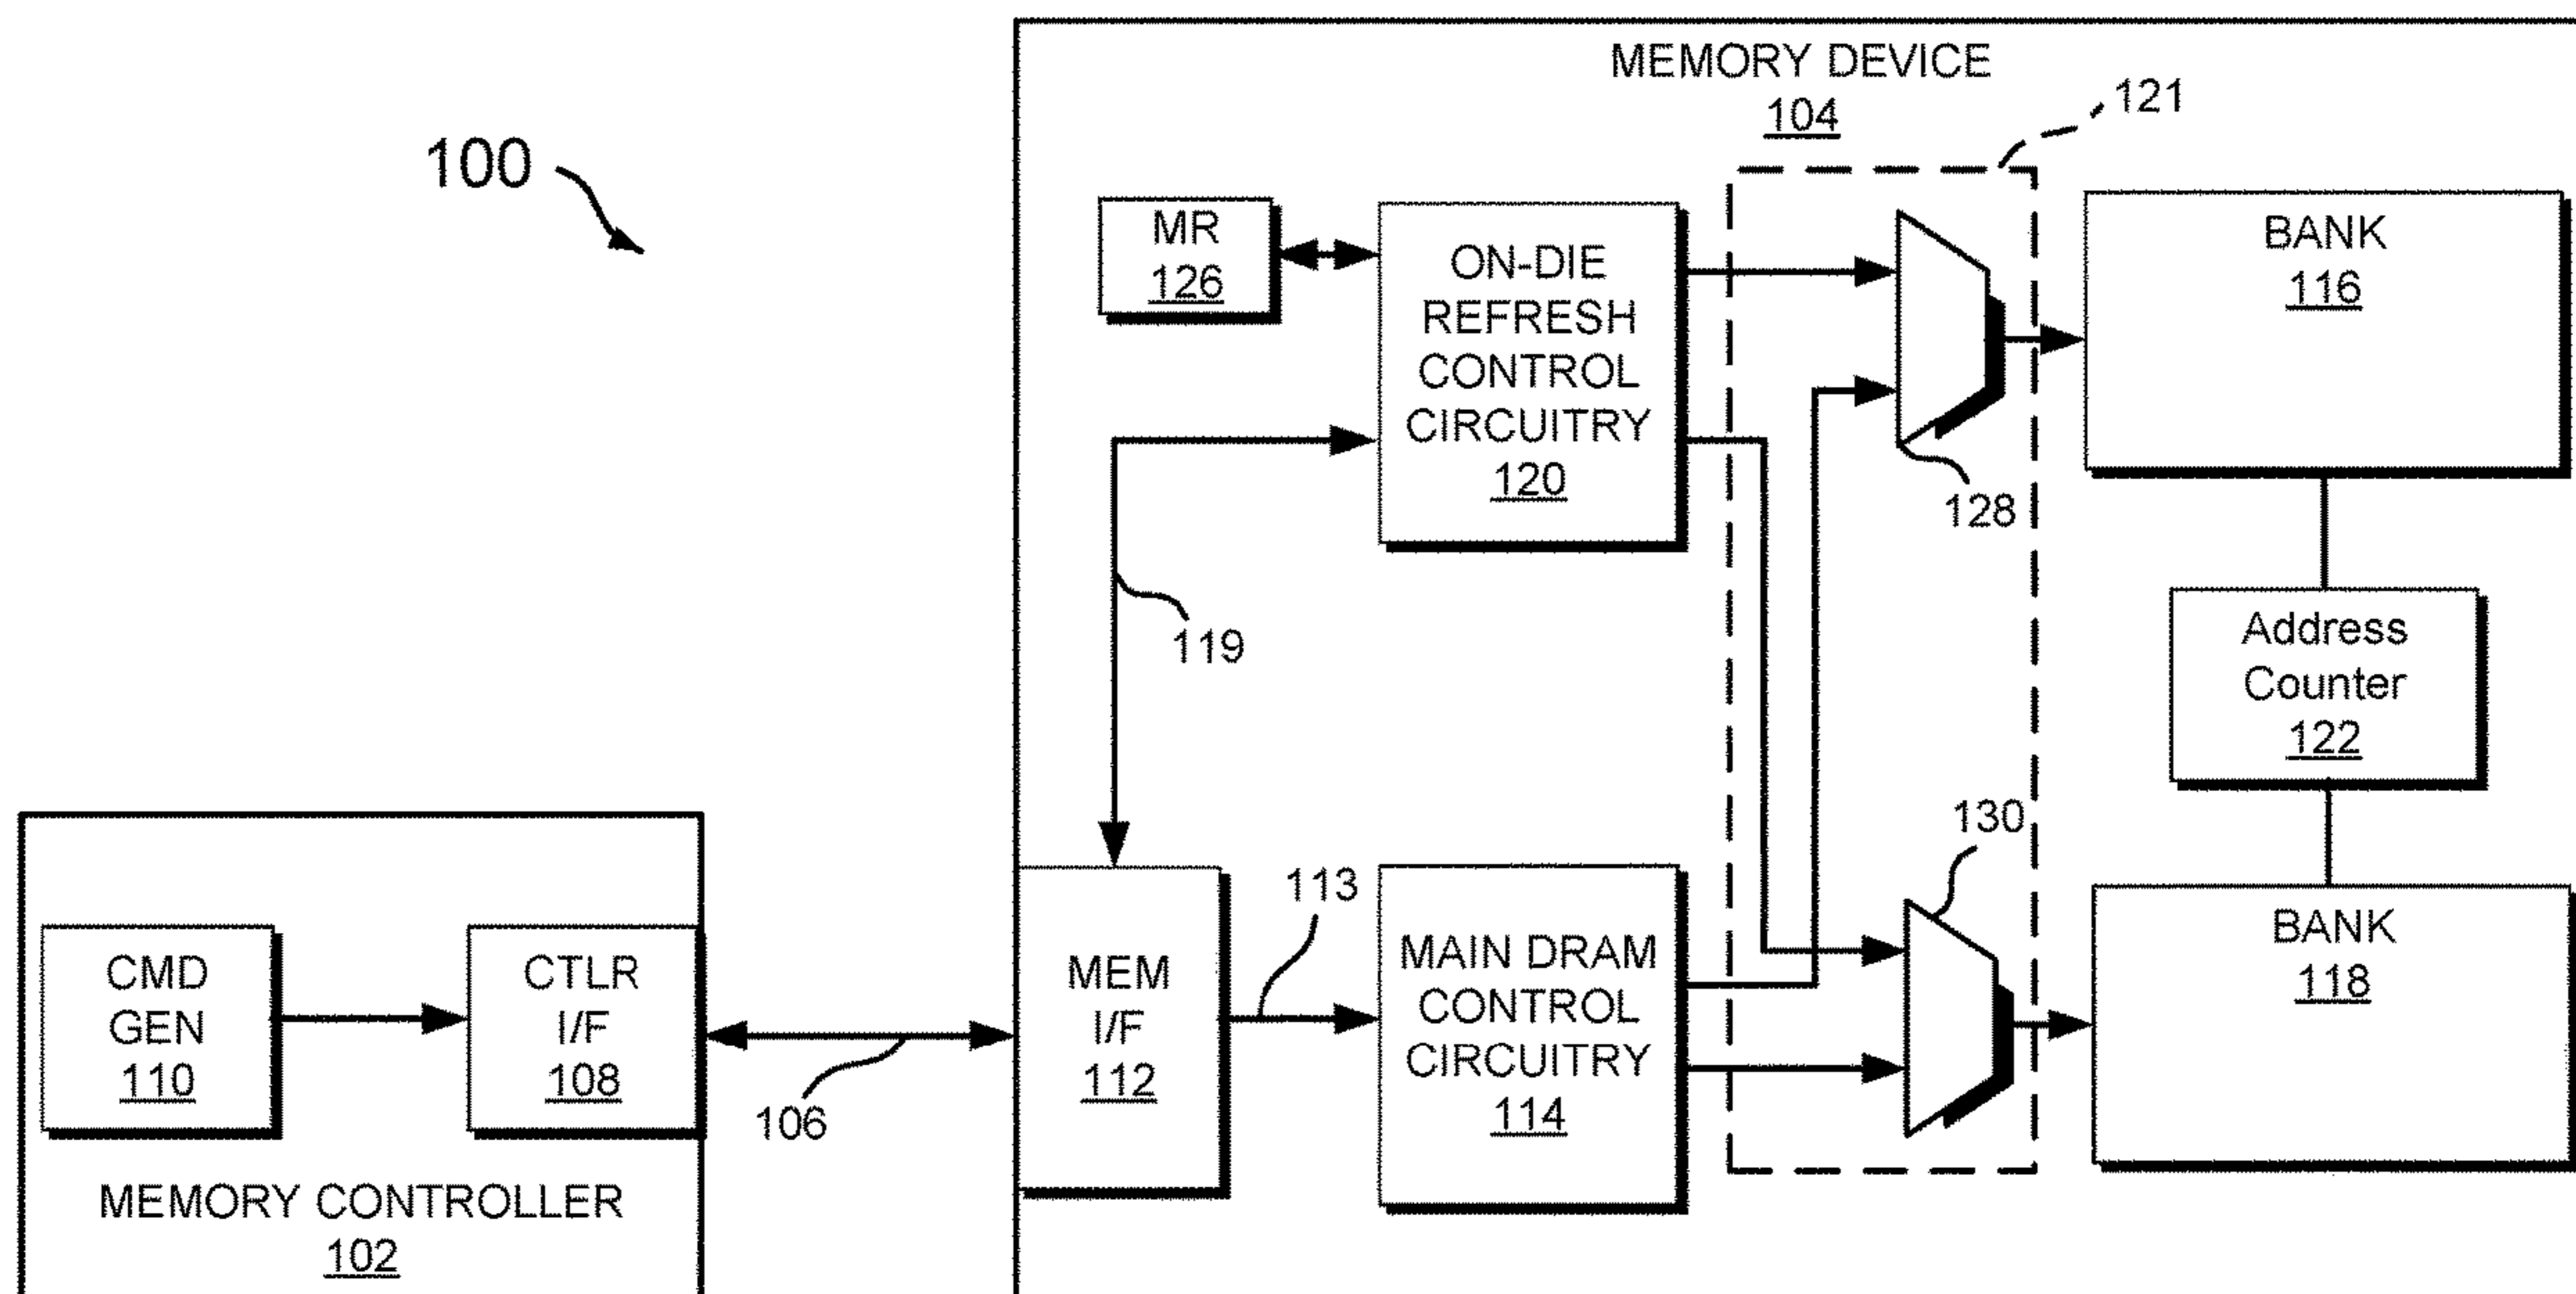 MEMORY DEVICE
104
121
100
MR
126
ON-DIE
REFRESH
CONTROL
CIRCUITRY
120
BANK
116
128
119
Address
Counter
122
130
113
CMD
GEN
110
CTLR
I/F
108
106
MEM
I/F
112
MAIN DRAM
CONTROL
CIRCUITRY
114
BANK
118
MEMORY CONTROLLER
102